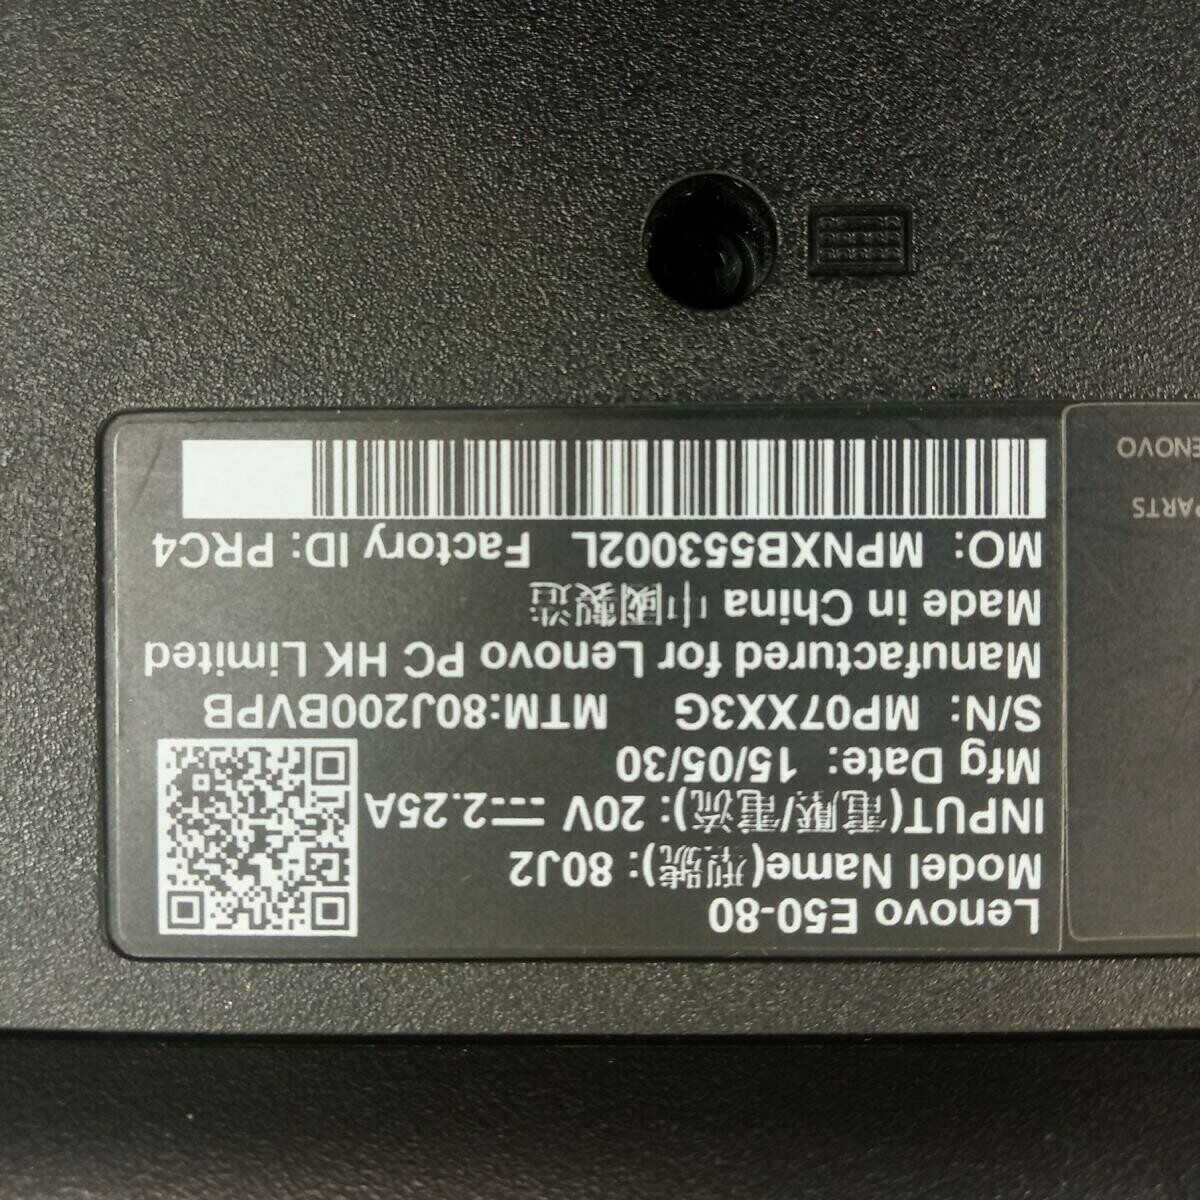 Lenovo E50-80
Model Name(型號): 80J2
INPUT(電壓/電流): 20V ⎓ 2.25A
Mfg Date: 15/05/30
S/N: MP07XX3G MTM:80J200BVPB
Manufactured for Lenovo PC HK Limited
Made in China 中國製造
MO: MPNXB553002L Factory ID: PRC4
PARTS